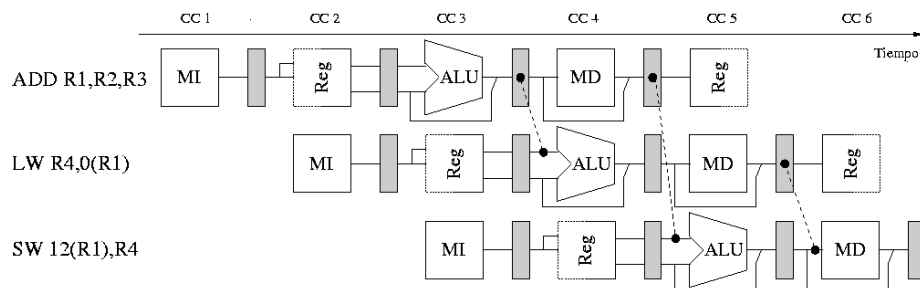 CC 1 CC 2 CC 3 CC 4 CC 5 CC 6
Tiempo
ADD R1,R2,R3 MI Reg ALU MD Reg
LW R4,0(R1) MI Reg ALU MD Reg
SW 12(R1),R4 MI Reg ALU MD